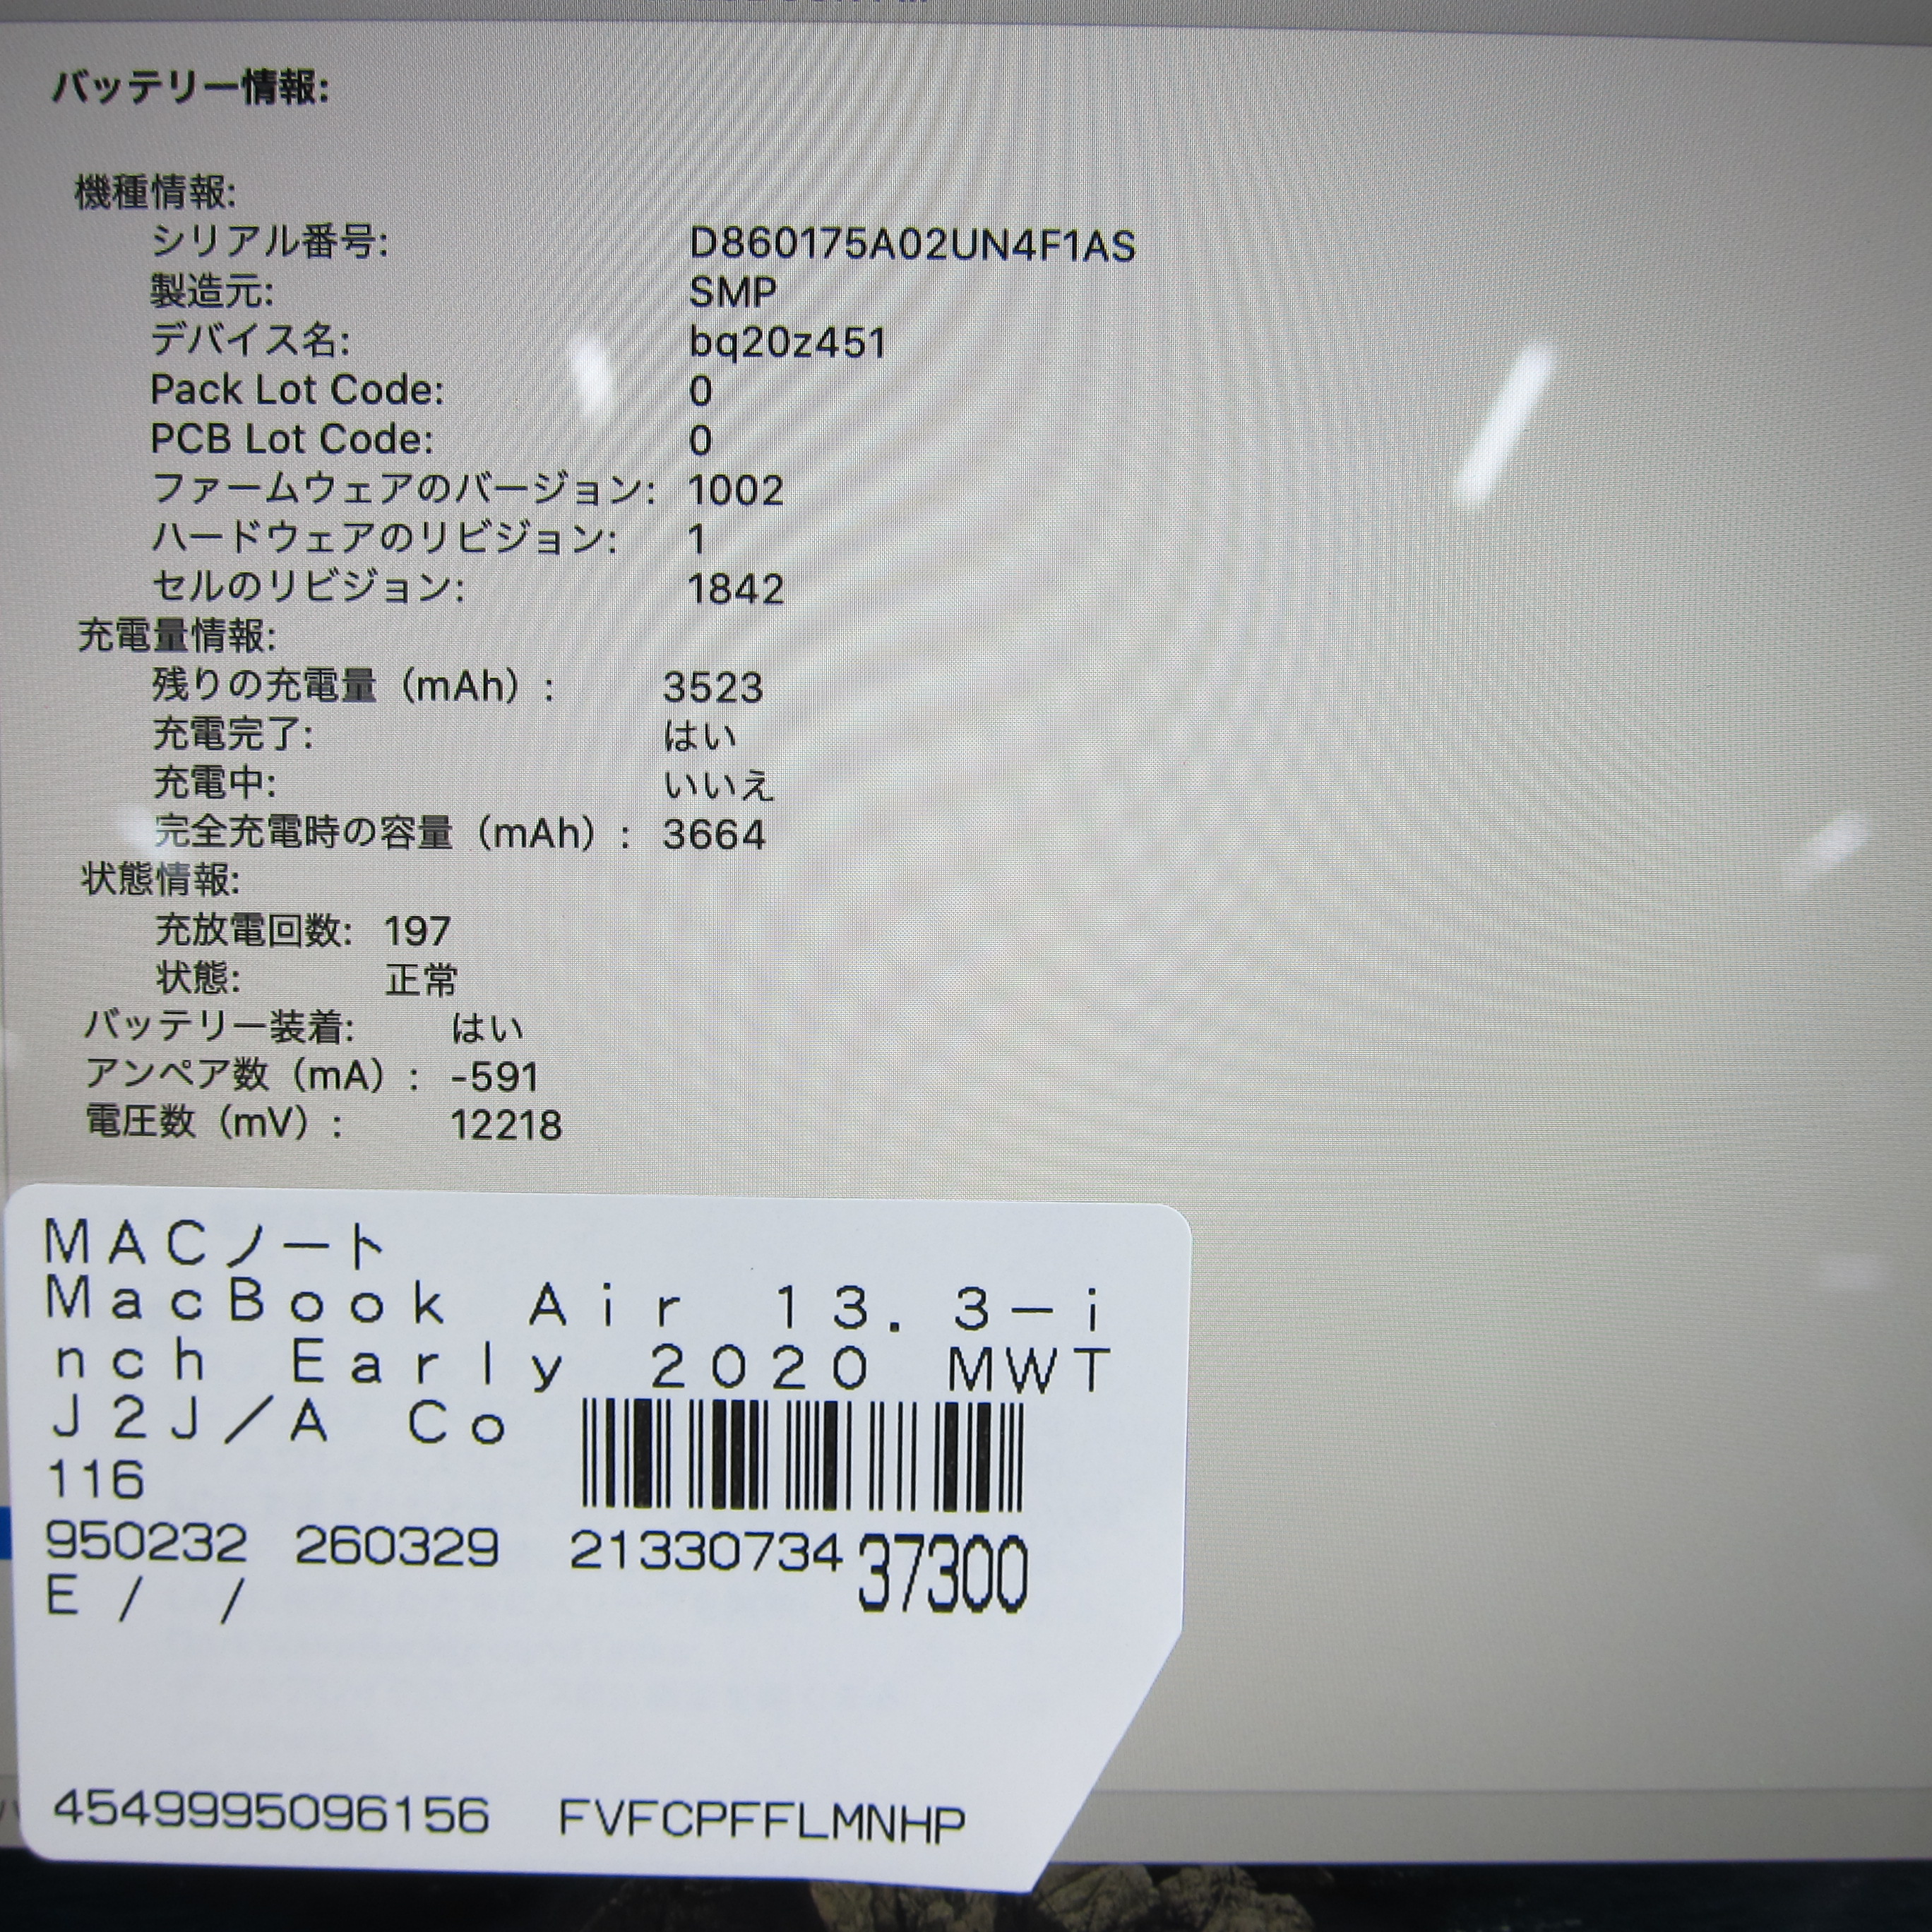 バッテリー情報:
機種情報:
シリアル番号: D860175A02UN4F1AS
製造元: SMP
デバイス名: bq20z451
Pack Lot Code: 0
PCB Lot Code: 0
ファームウェアのバージョン: 1002
ハードウェアのリビジョン: 1
セルのリビジョン: 1842
充電量情報:
残りの充電量（mAh）: 3523
充電完了: はい
充電中: いいえ
完全充電時の容量（mAh）: 3664
状態情報:
充放電回数: 197
状態: 正常
バッテリー装着: はい
アンペア数（mA）: -591
電圧数（mV）: 12218
MACノート
MacBook Air 13.3-i
nch Early 2020 MWT
J2J/A Co
116
950232 260329 21330734 37300
E / /
4549995096156 FVFCPFFLMNHP